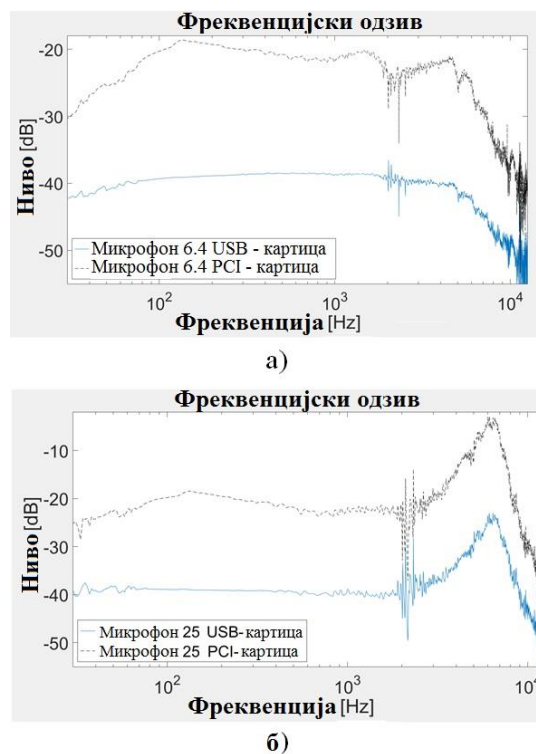 Фреквенцијски одзив
-20
-30
-40
-50
Ниво [dB]
Микрофон 6.4 USB - картица
Микрофон 6.4 PCI - картица
10² 10³ 10⁴
Фреквенција [Hz]
а)
Фреквенцијски одзив
-10
-20
-30
-40
-50
Ниво [dB]
Микрофон 25 USB-картица
Микрофон 25 PCI-картица
10² 10³ 10⁴
Фреквенција [Hz]
б)